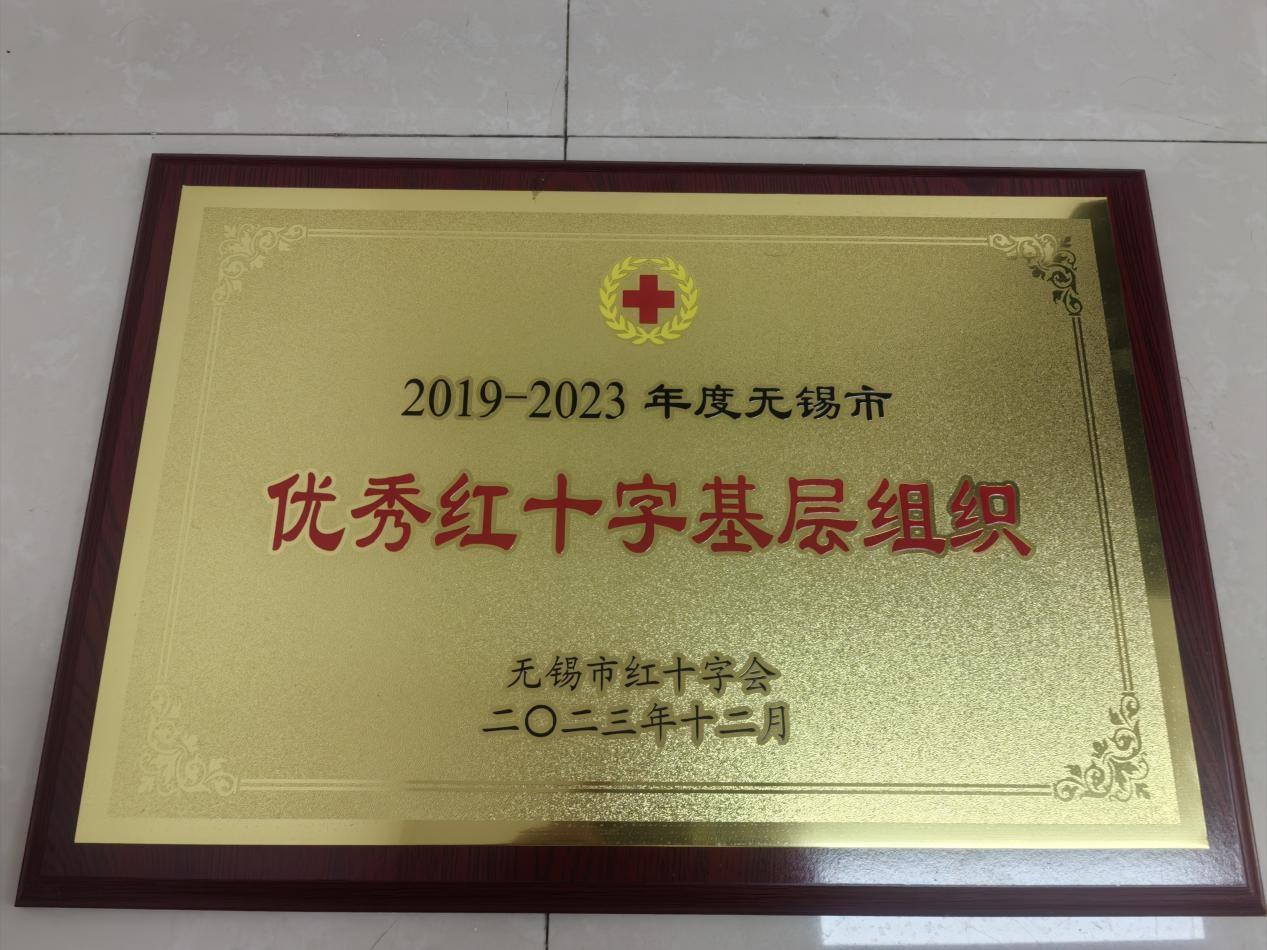 2019-2023 年度无锡市
优秀红十字基层组织
无锡市红十字会
二〇二三年十二月